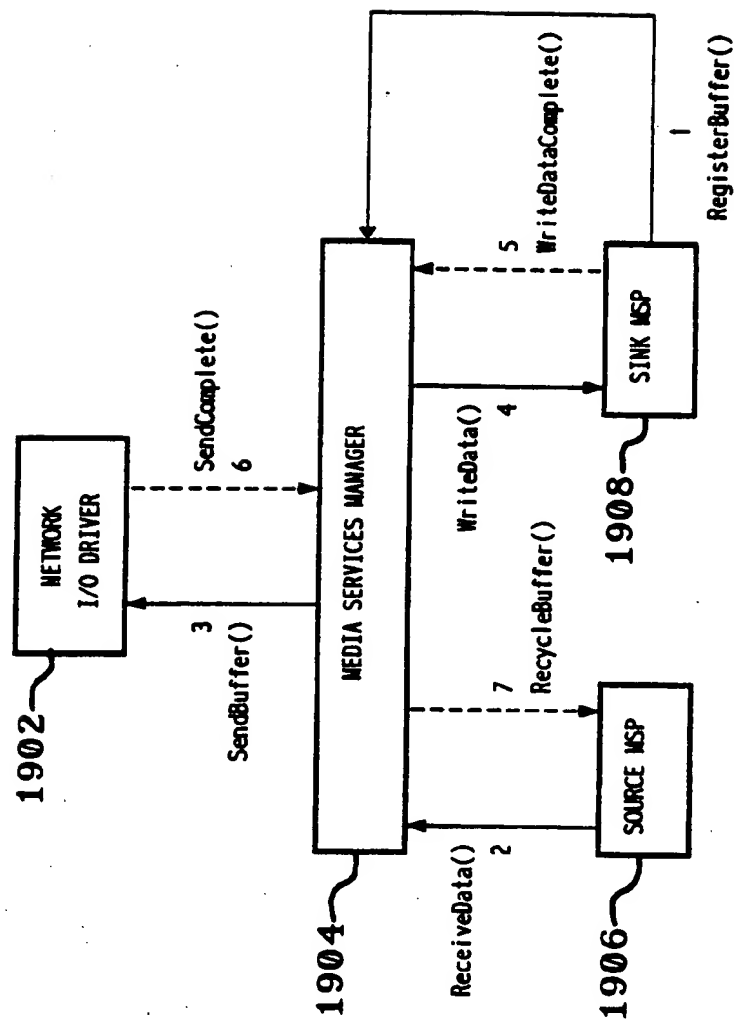 1902
NETWORK
I/O DRIVER
3
SendBuffer()
SendComplete()
6
1904
MEDIA SERVICES MANAGER
ReceiveData()
2
7
RecycleBuffer()
WriteData()
4
5
WriteDataComplete()
1906
SOURCE MSP
1908
SINK MSP
1
RegisterBuffer()